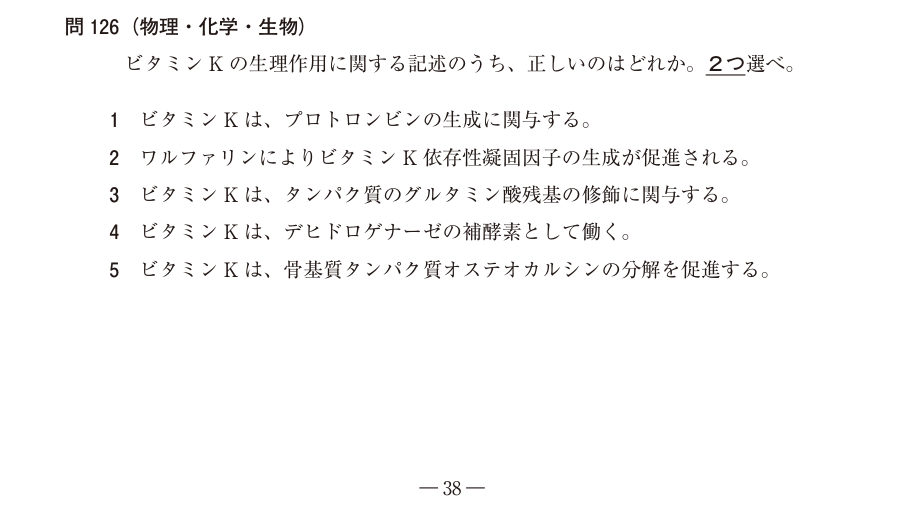 問 126（物理・化学・生物）
ビタミン K の生理作用に関する記述のうち、正しいのはどれか。２つ選べ。
1　ビタミン K は、プロトロンビンの生成に関与する。
2　ワルファリンによりビタミン K 依存性凝固因子の生成が促進される。
3　ビタミン K は、タンパク質のグルタミン酸残基の修飾に関与する。
4　ビタミン K は、デヒドロゲナーゼの補酵素として働く。
5　ビタミン K は、骨基質タンパク質オステオカルシンの分解を促進する。
― 38 ―